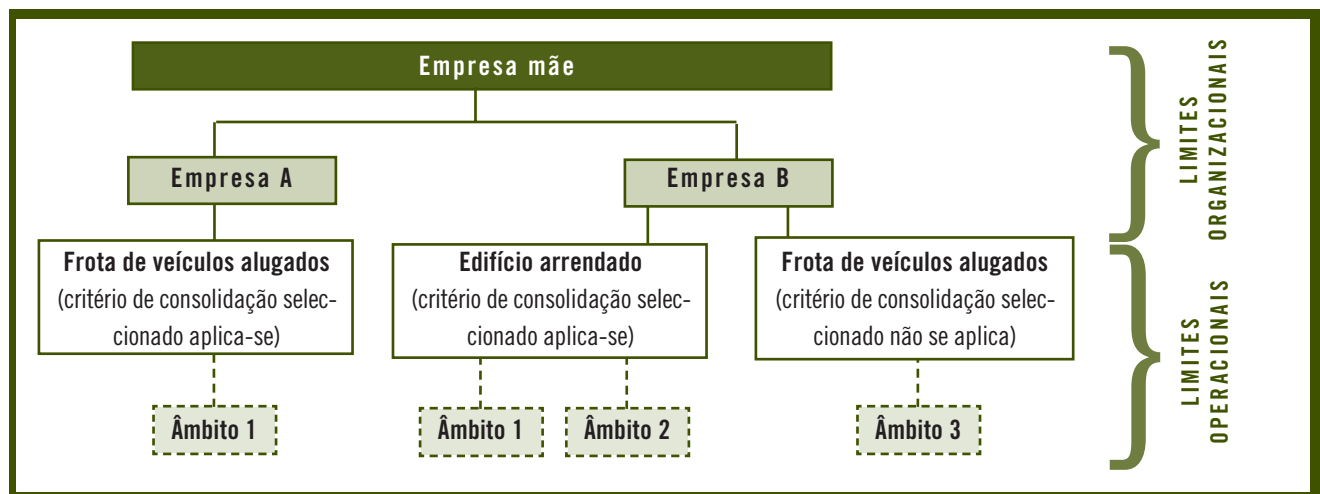 Empresa mãe
Empresa A
Empresa B
Frota de veículos alugados
(critério de consolidação selec-
cionado aplica-se)
Edifício arrendado
(critério de consolidação selec-
cionado aplica-se)
Frota de veículos alugados
(critério de consolidação selec-
cionado não se aplica)
Âmbito 1
Âmbito 1
Âmbito 2
Âmbito 3
LIMITES
ORGANIZACIONAIS
LIMITES
OPERACIONAIS